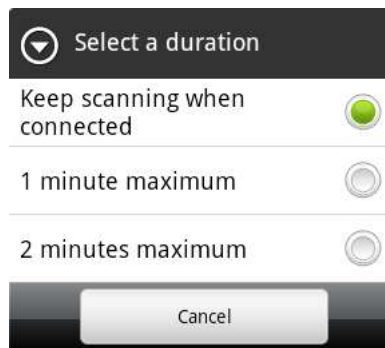 Select a duration
Keep scanning when
connected
1 minute maximum
2 minutes maximum
Cancel